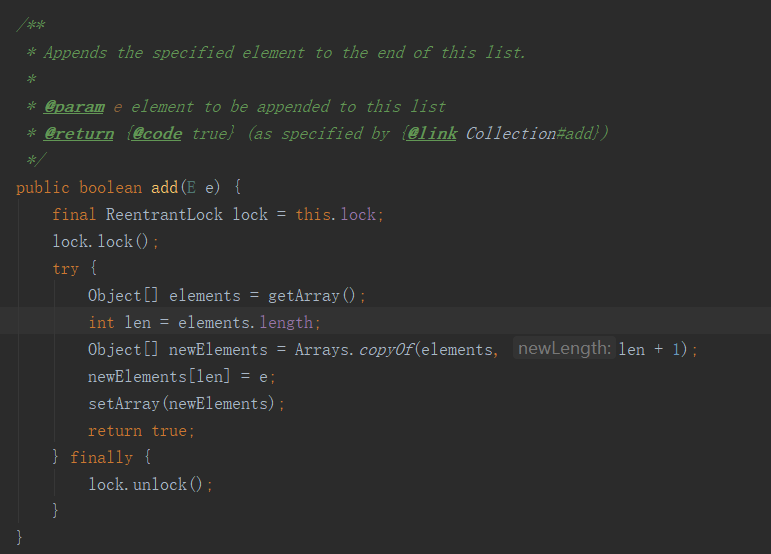 /**
 * Appends the specified element to the end of this list.
 *
 * @param e element to be appended to this list
 * @return {@code true} (as specified by {@link Collection#add})
 */
public boolean add(E e) {
    final ReentrantLock lock = this.lock;
    lock.lock();
    try {
        Object[] elements = getArray();
        int len = elements.length;
        Object[] newElements = Arrays.copyOf(elements, newLength: len + 1);
        newElements[len] = e;
        setArray(newElements);
        return true;
    } finally {
        lock.unlock();
    }
}